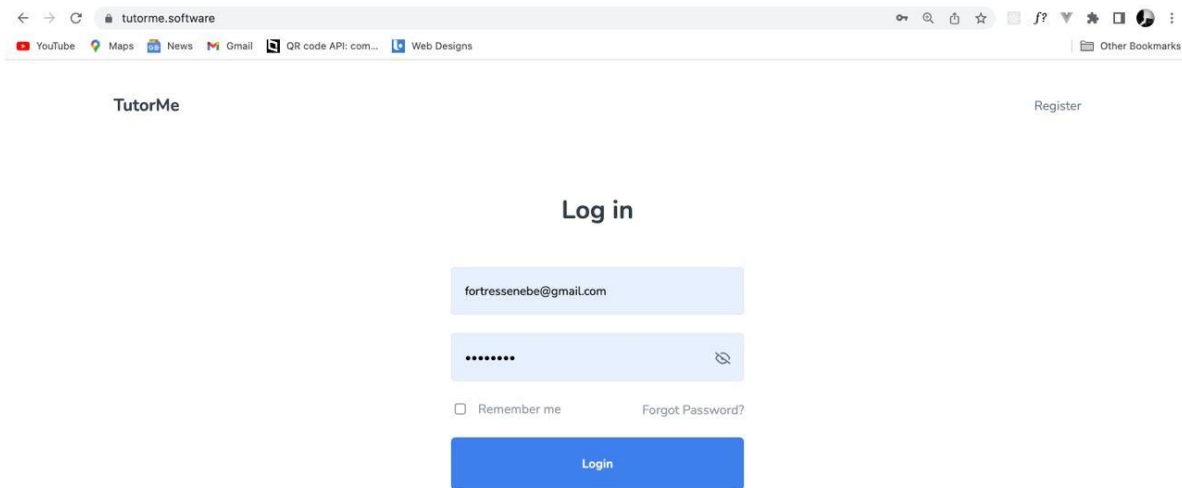 tutorme.software
f?
YouTube Maps News Gmail QR code API: com... Web Designs Other Bookmarks
TutorMe Register
Log in
fortressenebe@gmail.com
••••••••
Remember me Forgot Password?
Login